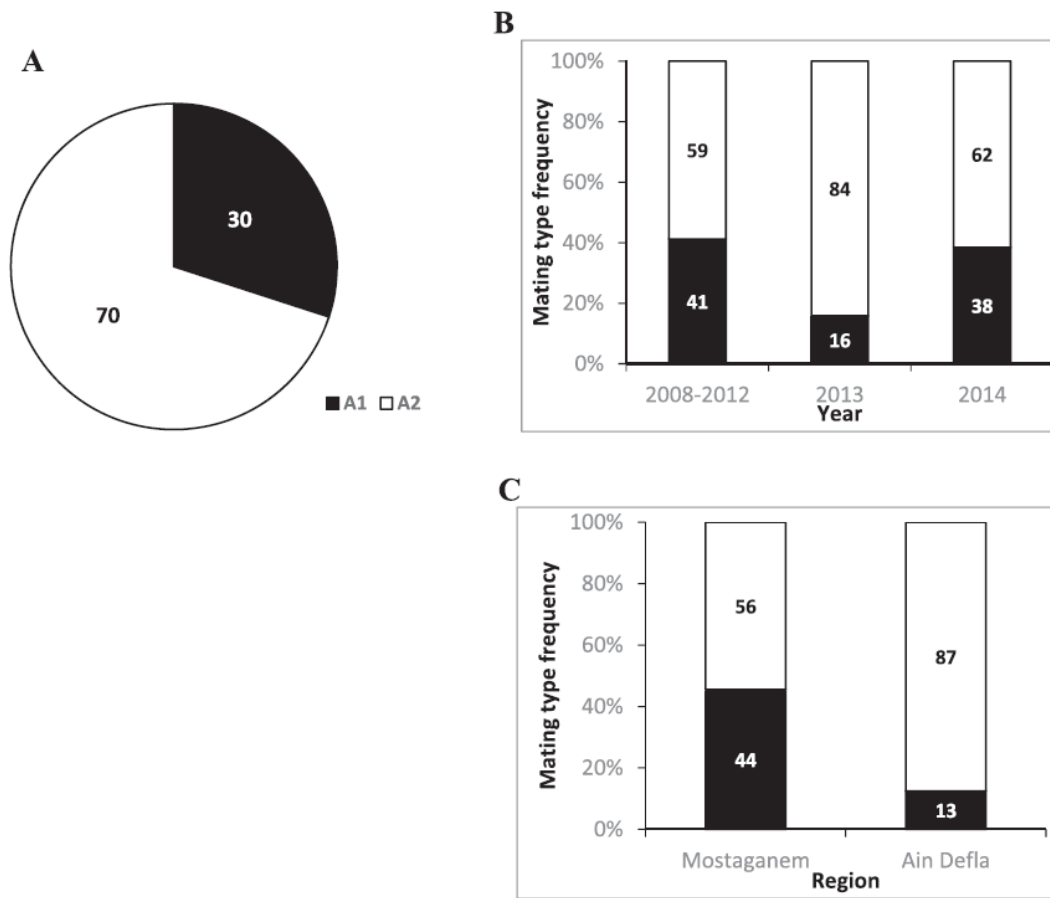 A
30
70
A1 A2
B
Mating type frequency
100%
80%
60%
40%
20%
0%
59
84
62
41
16
38
2008-2012 2013 2014
Year
C
Mating type frequency
100%
80%
60%
40%
20%
0%
56
87
44
13
Mostaganem Ain Defla
Region